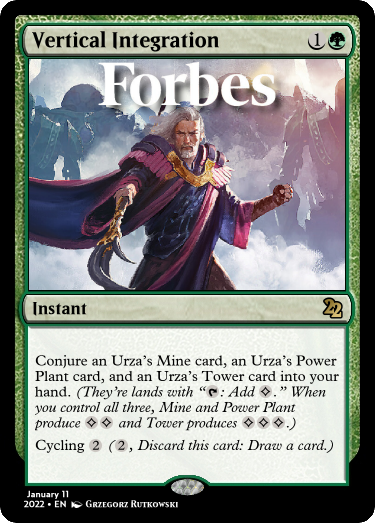 Vertical Integration 1
Forbes
Instant 22
Conjure an Urza's Mine card, an Urza's Power
Plant card, and an Urza's Tower card into your
hand. (They're lands with “: Add .” When
you control all three, Mine and Power Plant
produce and Tower produces .)
Cycling 2 (2, Discard this card: Draw a card.)
January 11
2022 • EN Grzegorz Rutkowski